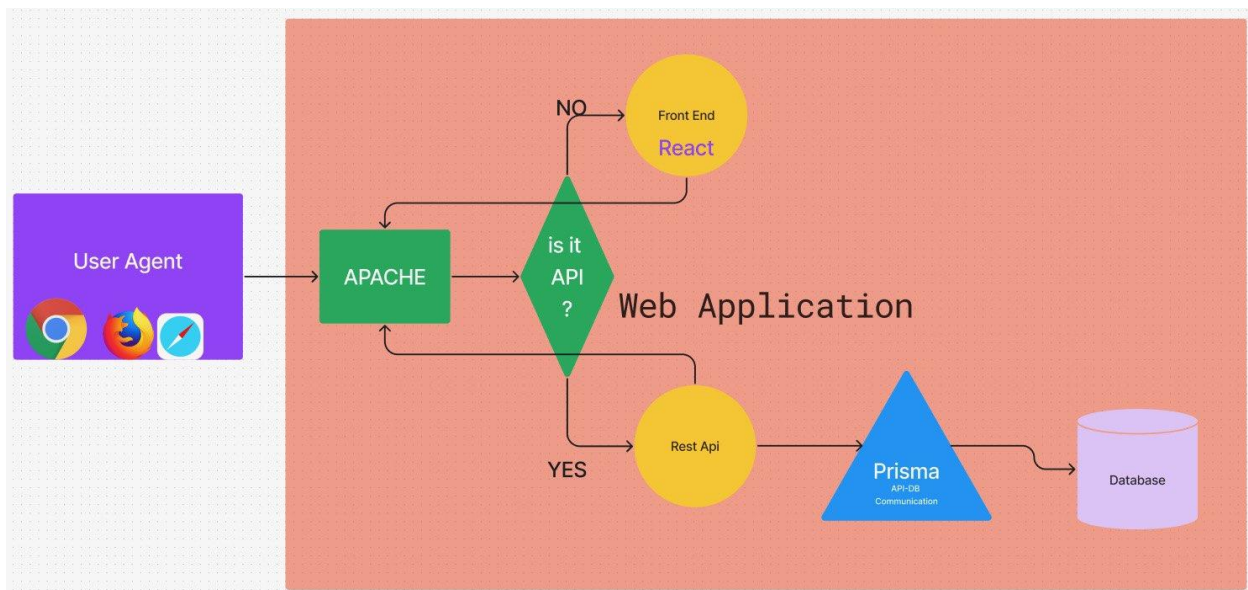 NO
Front End
React
User Agent
APACHE
is it
API
?
Web Application
YES
Rest Api
Prisma
API-DB
Communication
Database